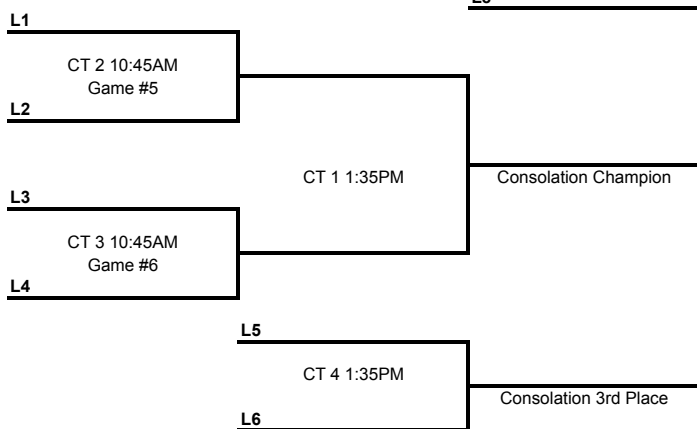 L1
CT 2 10:45AM
Game #5
L2
CT 1 1:35PM
Consolation Champion
L3
CT 3 10:45AM
Game #6
L4
L5
CT 4 1:35PM
Consolation 3rd Place
L6